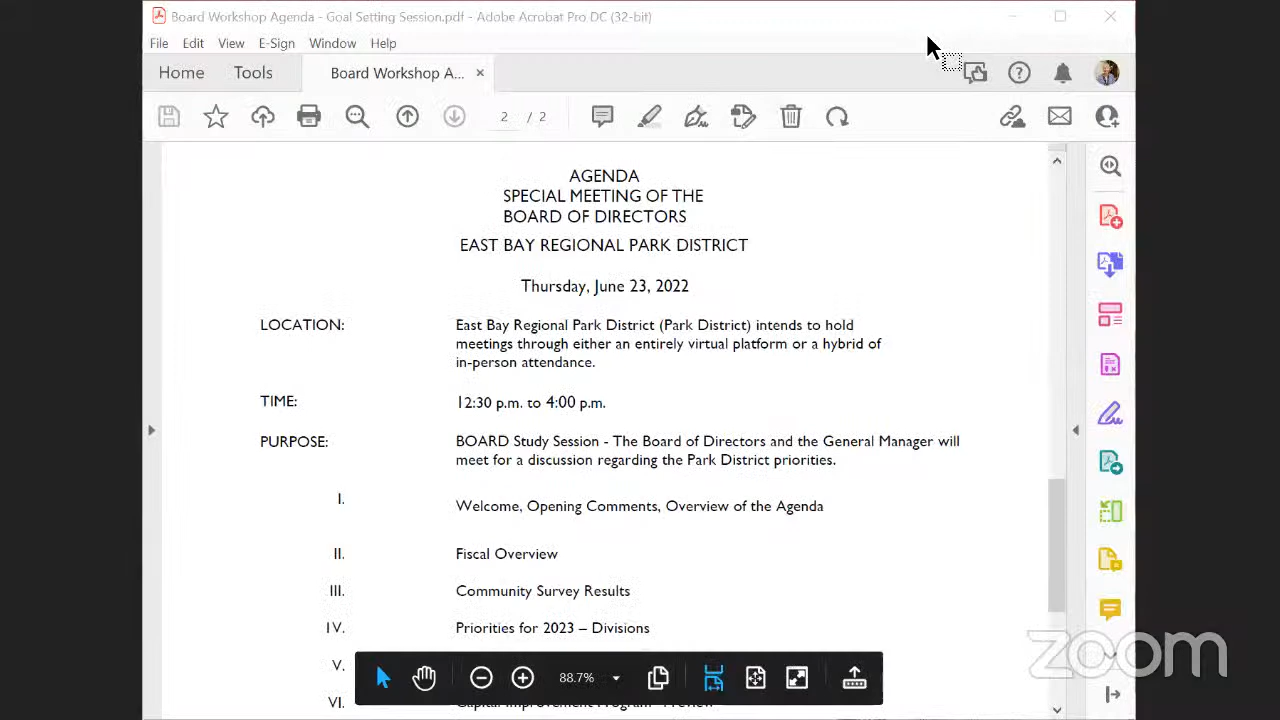 Board Workshop Agenda - Goal Setting Session.pdf - Adobe Acrobat Pro DC (32-bit)
File Edit View E-Sign Window Help
Home Tools Board Workshop A... ×
2 / 2
AGENDA
SPECIAL MEETING OF THE
BOARD OF DIRECTORS
EAST BAY REGIONAL PARK DISTRICT
Thursday, June 23, 2022
LOCATION: East Bay Regional Park District (Park District) intends to hold
meetings through either an entirely virtual platform or a hybrid of
in-person attendance.
TIME: 12:30 p.m. to 4:00 p.m.
PURPOSE: BOARD Study Session - The Board of Directors and the General Manager will
meet for a discussion regarding the Park District priorities.
I. Welcome, Opening Comments, Overview of the Agenda
II. Fiscal Overview
III. Community Survey Results
IV. Priorities for 2023 – Divisions
V.
88.7%
VI. Capital Improvement Program - Preview
zoom